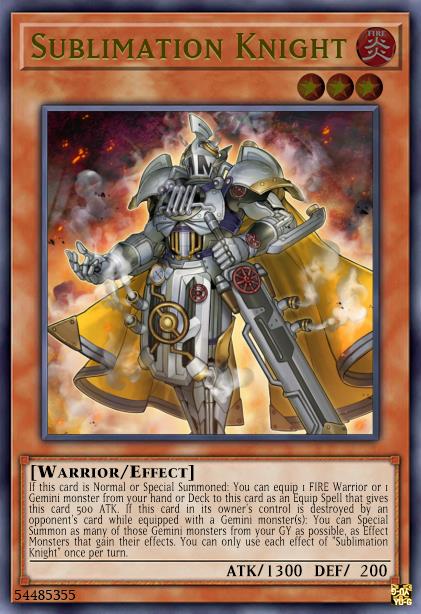 SUBLIMATION KNIGHT
FIRE
炎
[WARRIOR/EFFECT]
If this card is Normal or Special Summoned: You can equip 1 FIRE Warrior or 1
Gemini monster from your hand or Deck to this card as an Equip Spell that gives
this card 500 ATK. If this card in its owner's control is destroyed by an
opponent's card while equipped with a Gemini monster(s): You can Special
Summon as many of those Gemini monsters from your GY as possible, as Effect
Monsters that gain their effects. You can only use each effect of "Sublimation
Knight" once per turn.
ATK/1300 DEF/ 200
54485355